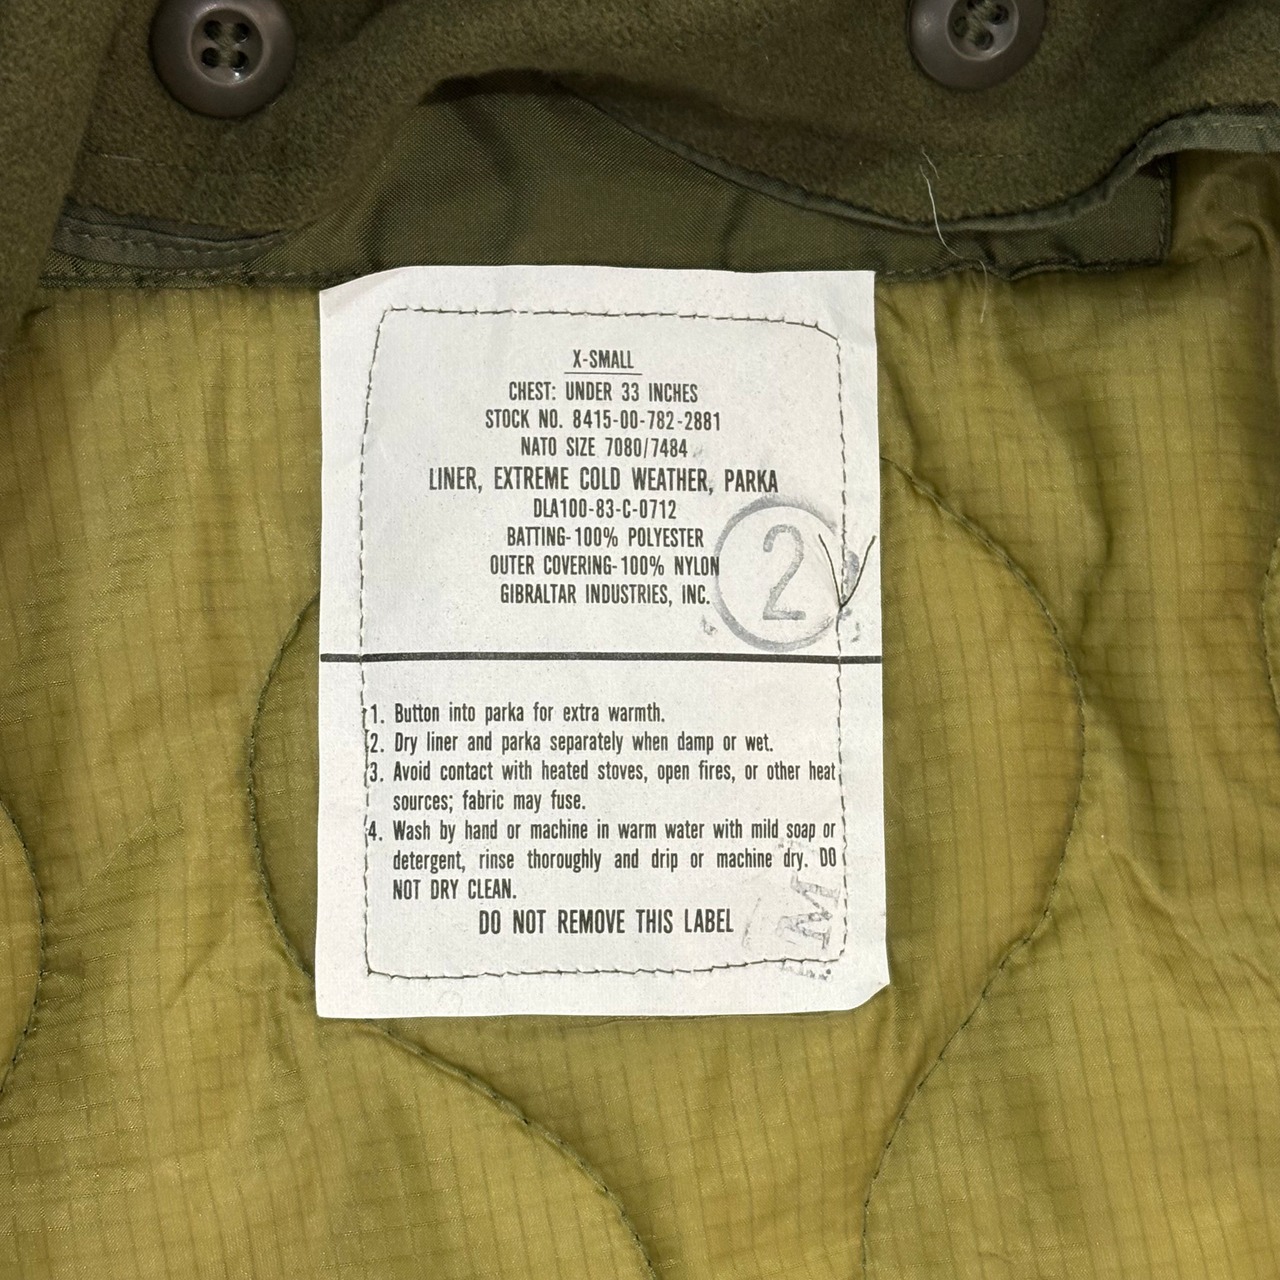 X-SMALL
CHEST: UNDER 33 INCHES
STOCK NO. 8415-00-782-2881
NATO SIZE 7080/7484
LINER, EXTREME COLD WEATHER, PARKA
DLA100-83-C-0712
BATTING-100% POLYESTER
OUTER COVERING-100% NYLON
GIBRALTAR INDUSTRIES, INC.
2
1. Button into parka for extra warmth.
2. Dry liner and parka separately when damp or wet.
3. Avoid contact with heated stoves, open fires, or other heat
sources; fabric may fuse.
4. Wash by hand or machine in warm water with mild soap or
detergent, rinse thoroughly and drip or machine dry. DO
NOT DRY CLEAN.
DO NOT REMOVE THIS LABEL